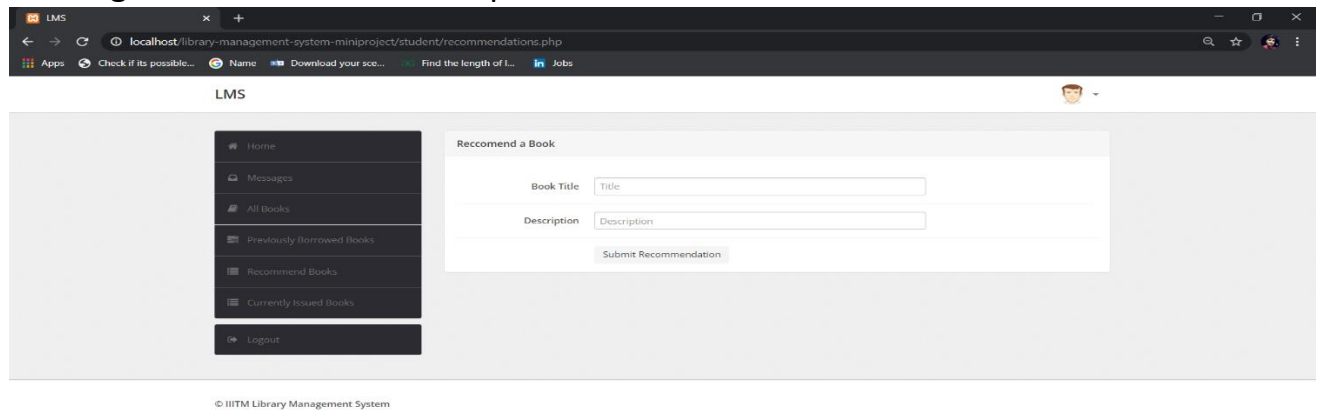 LMS
localhost/library-management-system-miniproject/student/recommendations.php
Apps Check if its possible... Name Download your sce... Find the length of l... Jobs
LMS
Home
Messages
All Books
Previously Borrowed Books
Recommend Books
Currently Issued Books
Logout
Reccomend a Book
Book Title Title
Description Description
Submit Recommendation
© IIITM Library Management System